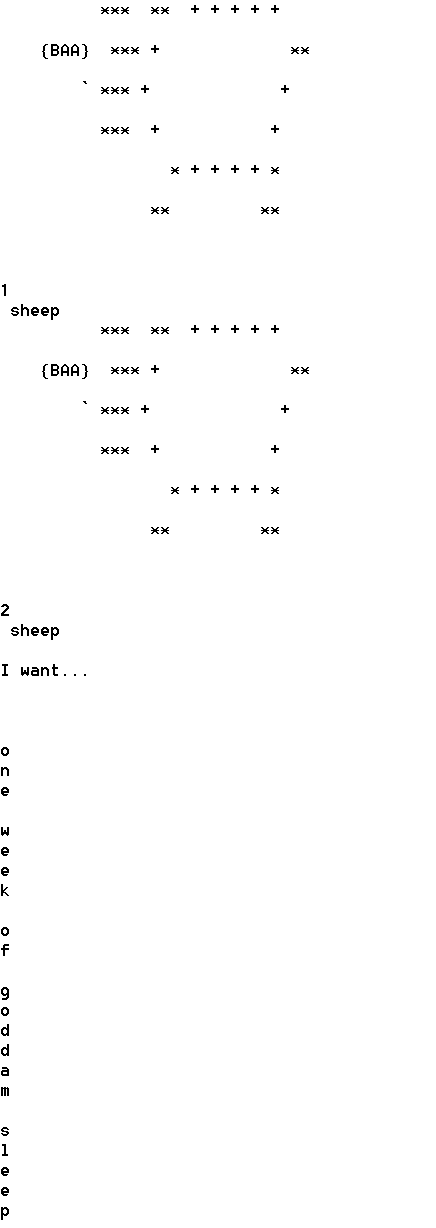 *** ** + + + + +
{BAA} *** + **
` *** + +
*** + +
* + + + + *
** **
1
sheep
*** ** + + + + +
{BAA} *** + **
` *** + +
*** + +
* + + + + *
** **
2
sheep
I want...
o
n
e
w
e
e
k
o
f
g
o
d
d
a
m
s
l
e
e
p